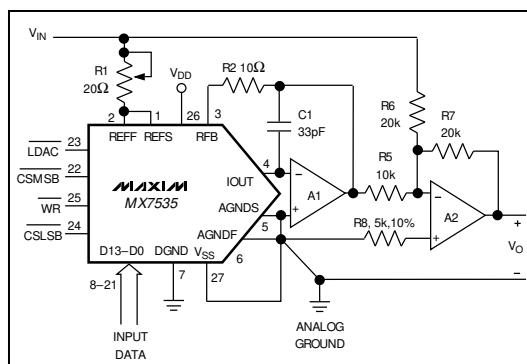 VIN
R1
20Ω
VDD
R2 10Ω
C1
33pF
R6
20k
R7
20k
2
1
26
3
REFF
REFS
RFB
LDAC
23
CSMSB
22
WR
25
CSLSB
24
MAXIM
MX7535
IOUT
4
AGNDS
5
AGNDF
6
D13–D0
DGND
VSS
8–21
7
27
A1
R5
10k
A2
R8, 5k,10%
+
VO
–
INPUT
DATA
ANALOG
GROUND